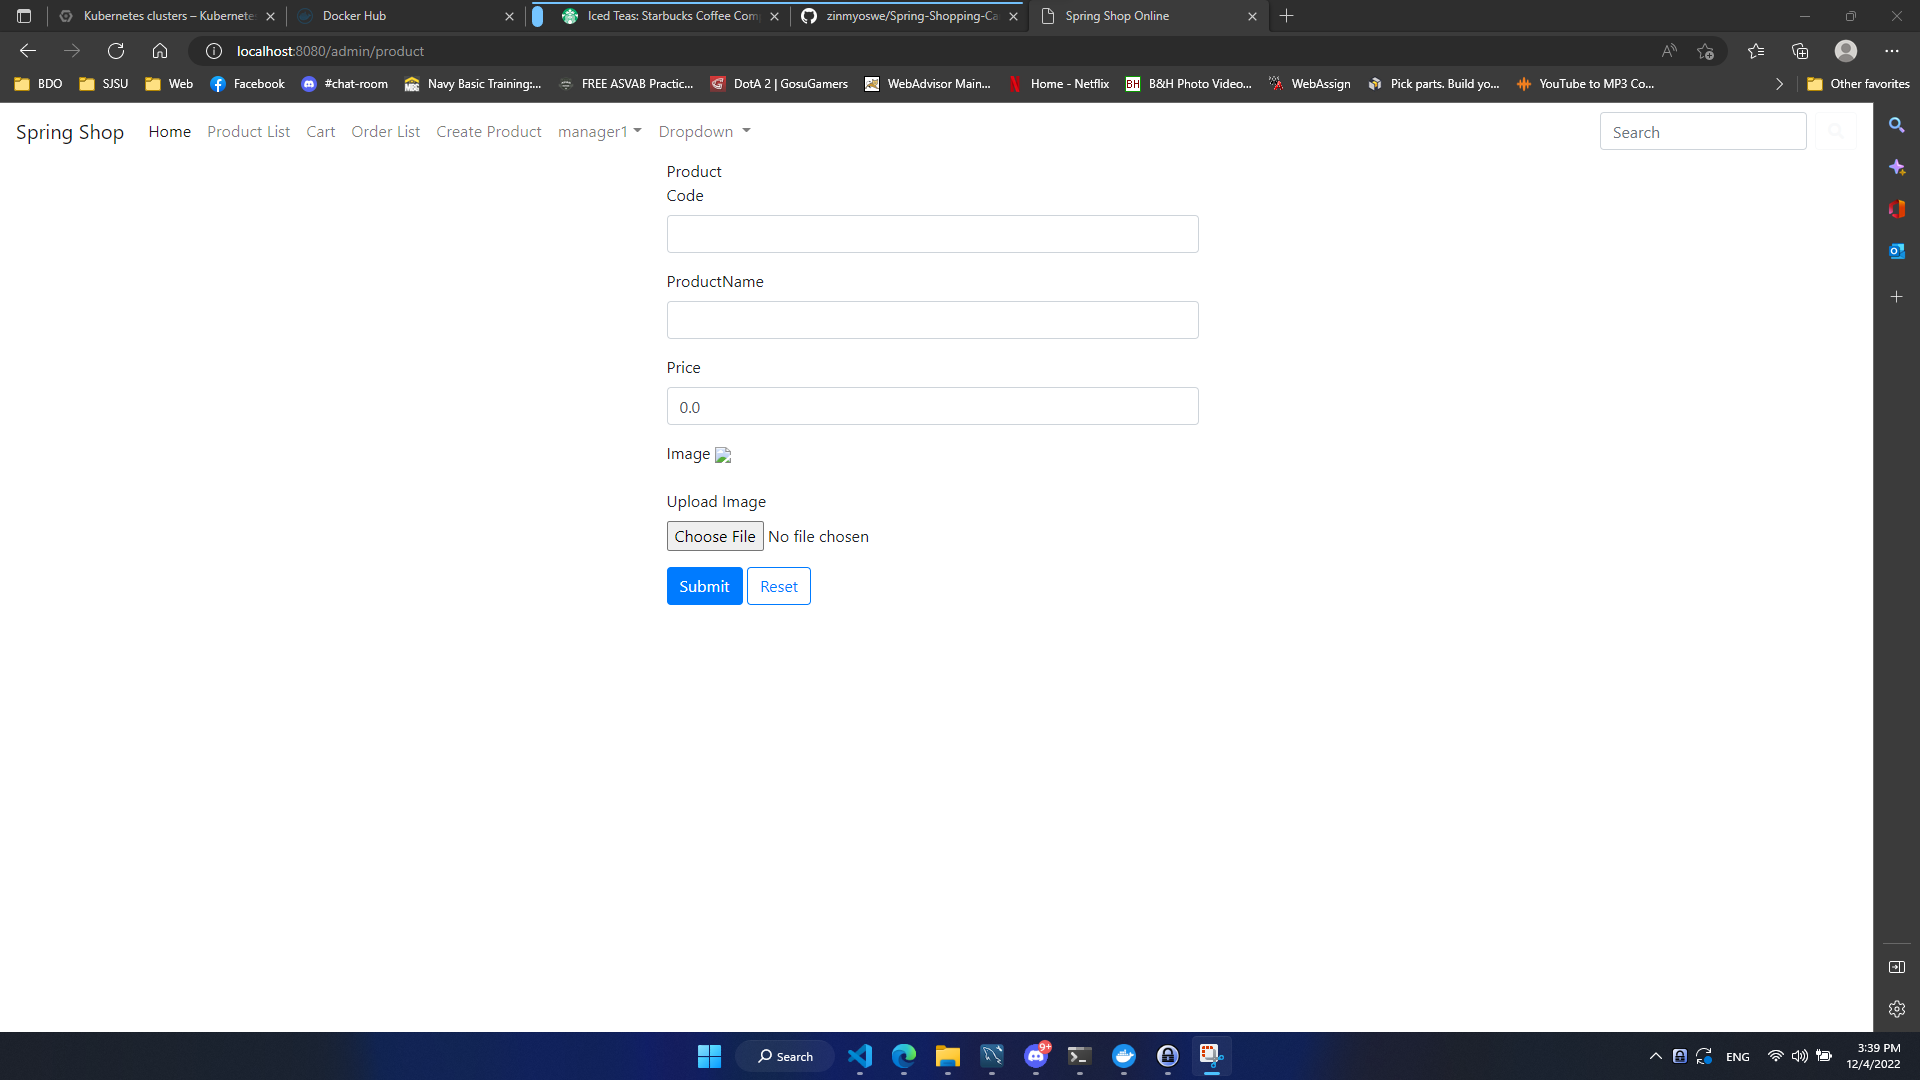 Kubernetes clusters – Kubernetes
Docker Hub
Iced Teas: Starbucks Coffee Com
zinmyoswe/Spring-Shopping-Ca
Spring Shop Online
localhost:8080/admin/product
BDO
SJSU
Web
Facebook
#chat-room
Navy Basic Training:...
FREE ASVAB Practic...
DotA 2 | GosuGamers
WebAdvisor Main...
Home - Netflix
B&H Photo Video...
WebAssign
Pick parts. Build yo...
YouTube to MP3 Co...
Other favorites
Spring Shop
Home
Product List
Cart
Order List
Create Product
manager1
Dropdown
Search
Product
Code
ProductName
Price
0.0
Image
Upload Image
Choose File No file chosen
Submit
Reset
Search
9+
ENG
3:39 PM
12/4/2022